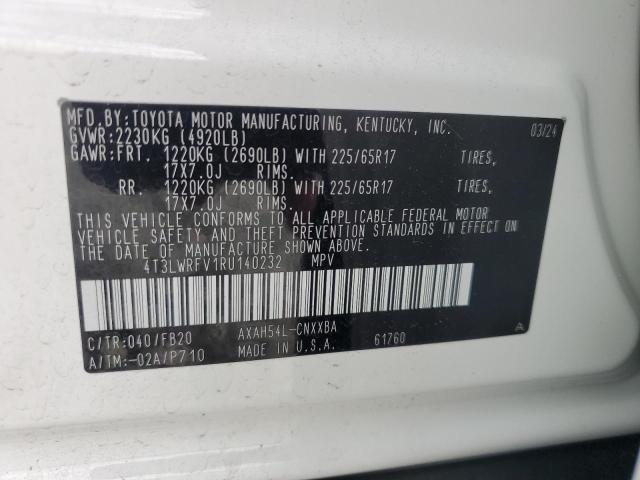 MFD.BY:TOYOTA MOTOR MANUFACTURING, KENTUCKY, INC. 03/24
GVWR:2230KG (4920LB)
GAWR:FRT. 1220KG (2690LB) WITH 225/65R17 TIRES,
17X7.0J RIMS.
RR. 1220KG (2690LB) WITH 225/65R17 TIRES,
17X7.0J RIMS.
THIS VEHICLE CONFORMS TO ALL APPLICABLE FEDERAL MOTOR
VEHICLE SAFETY AND THEFT PREVENTION STANDARDS IN EFFECT ON THE
DATE OF MANUFACTURE SHOWN ABOVE.
4T3LWRFV1RU140232 MPV
C/TR:040/FB20 AXAH54L-CNXXBA 61760
A/TM:-02A/P710 MADE IN U.S.A. A